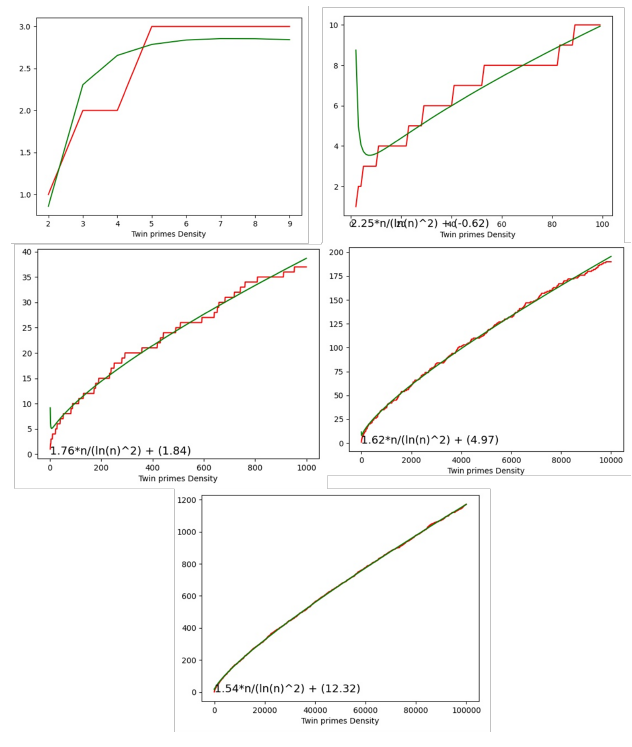 3.0
2.5
2.0
1.5
1.0
2 3 4 5 6 7 8 9
Twin primes Density
10
8
6
4
2
0 20 40 60 80 100
2.25*n/(ln(n)^2) + (-0.62)
Twin primes Density
40
35
30
25
20
15
10
5
0
1.76*n/(ln(n)^2) + (1.84)
0 200 400 600 800 1000
Twin primes Density
200
175
150
125
100
75
50
25
0
1.62*n/(ln(n)^2) + (4.97)
0 2000 4000 6000 8000 10000
Twin primes Density
1200
1000
800
600
400
200
0
1.54*n/(ln(n)^2) + (12.32)
0 20000 40000 60000 80000 100000
Twin primes Density